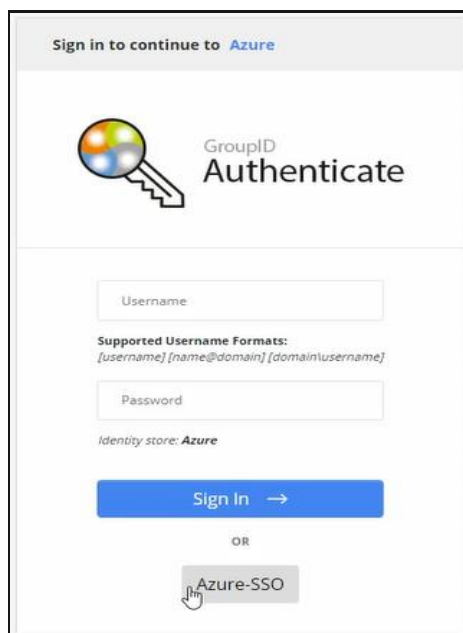 Sign in to continue to Azure
GroupID
Authenticate
Username
Supported Username Formats:
[username] [name@domain] [domain\username]
Password
Identity store: Azure
Sign In →
OR
Azure-SSO